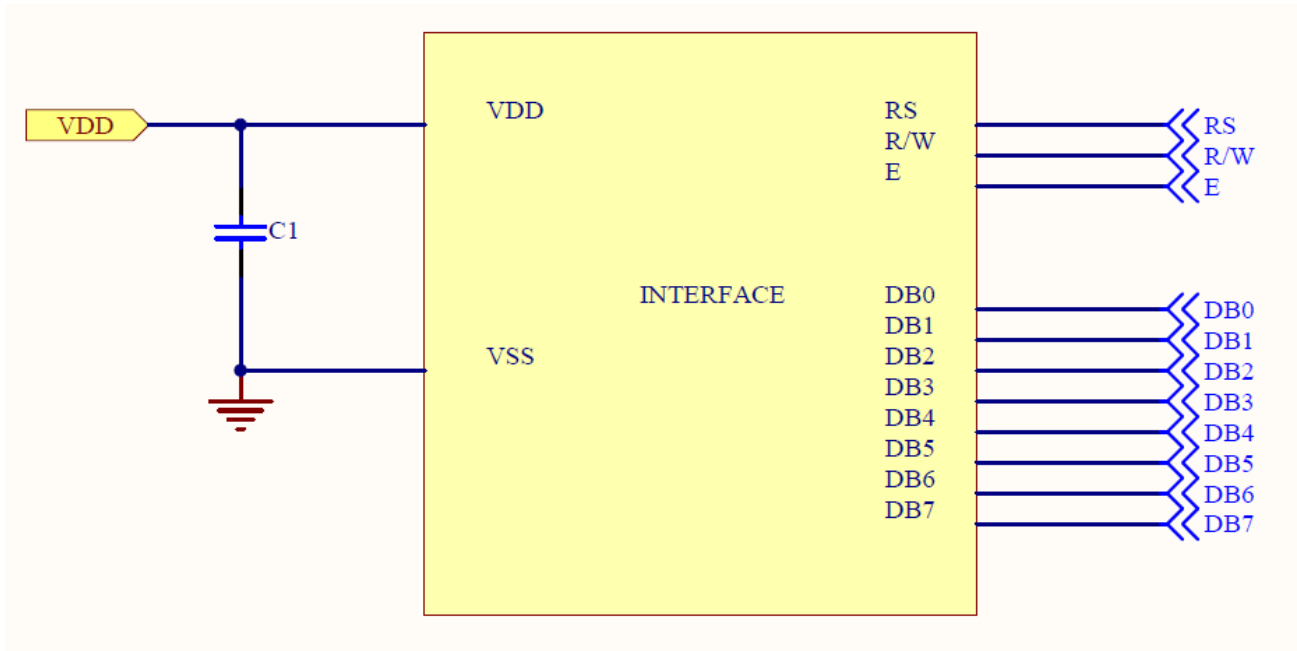 VDD
C1
VDD
VSS
INTERFACE
RS
R/W
E
DB0
DB1
DB2
DB3
DB4
DB5
DB6
DB7
RS
R/W
E
DB0
DB1
DB2
DB3
DB4
DB5
DB6
DB7